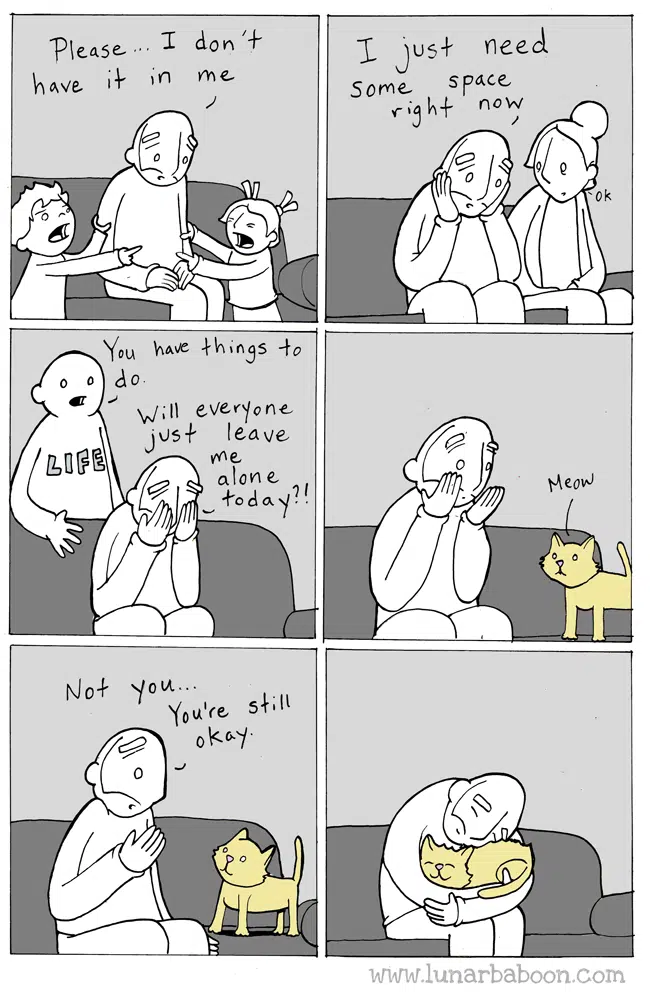 Please... I don't
have it in me
I just need
some space
right now
ok
You have things to
do.
LIFE
Will everyone
just leave
me
alone
today?!
Meow
Not you...
You're still
okay.
www.lunarbaboon.com